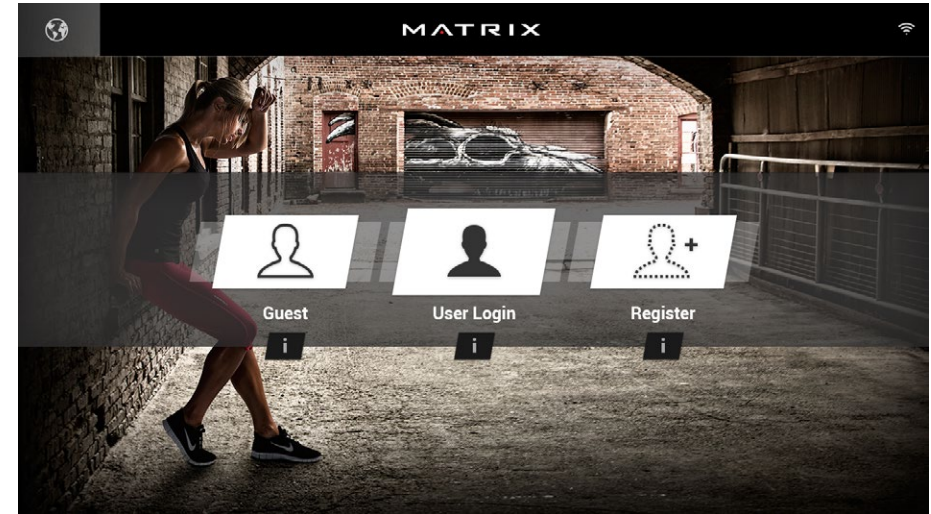 MATRIX
Guest
User Login
Register
i
i
i